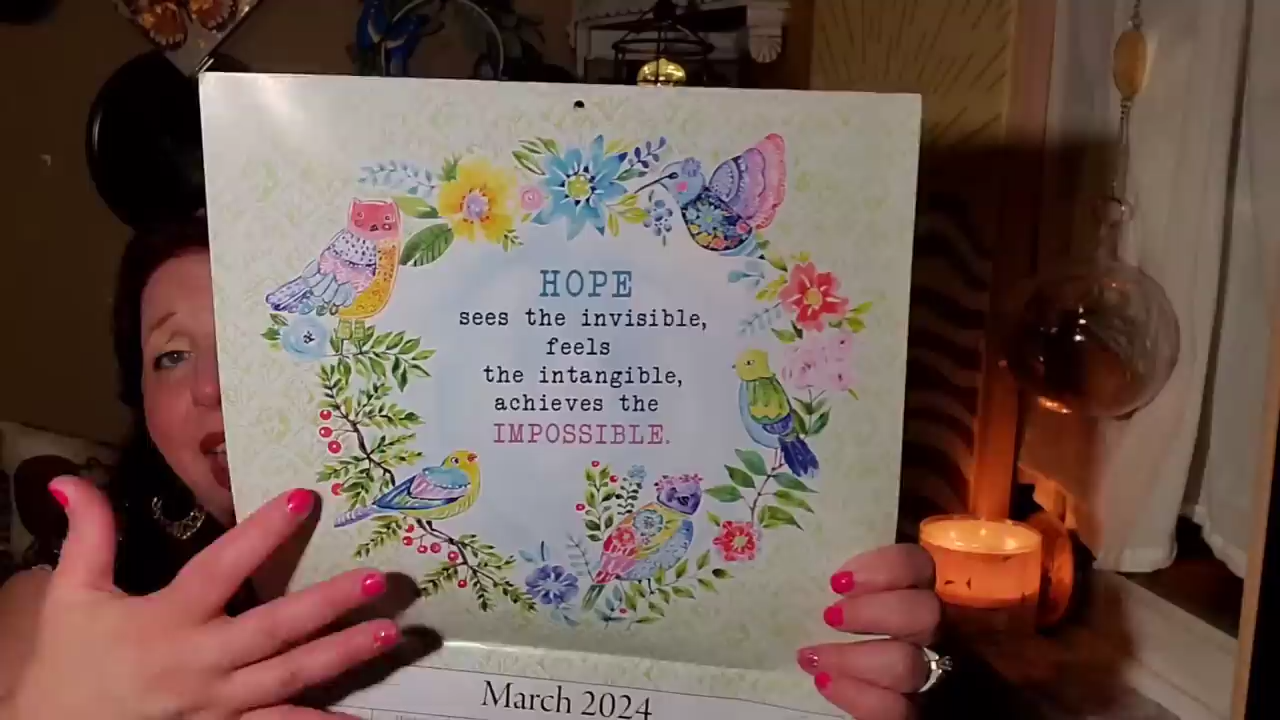 HOPE
sees the invisible,
feels
the intangible,
achieves the
IMPOSSIBLE.
March 2024